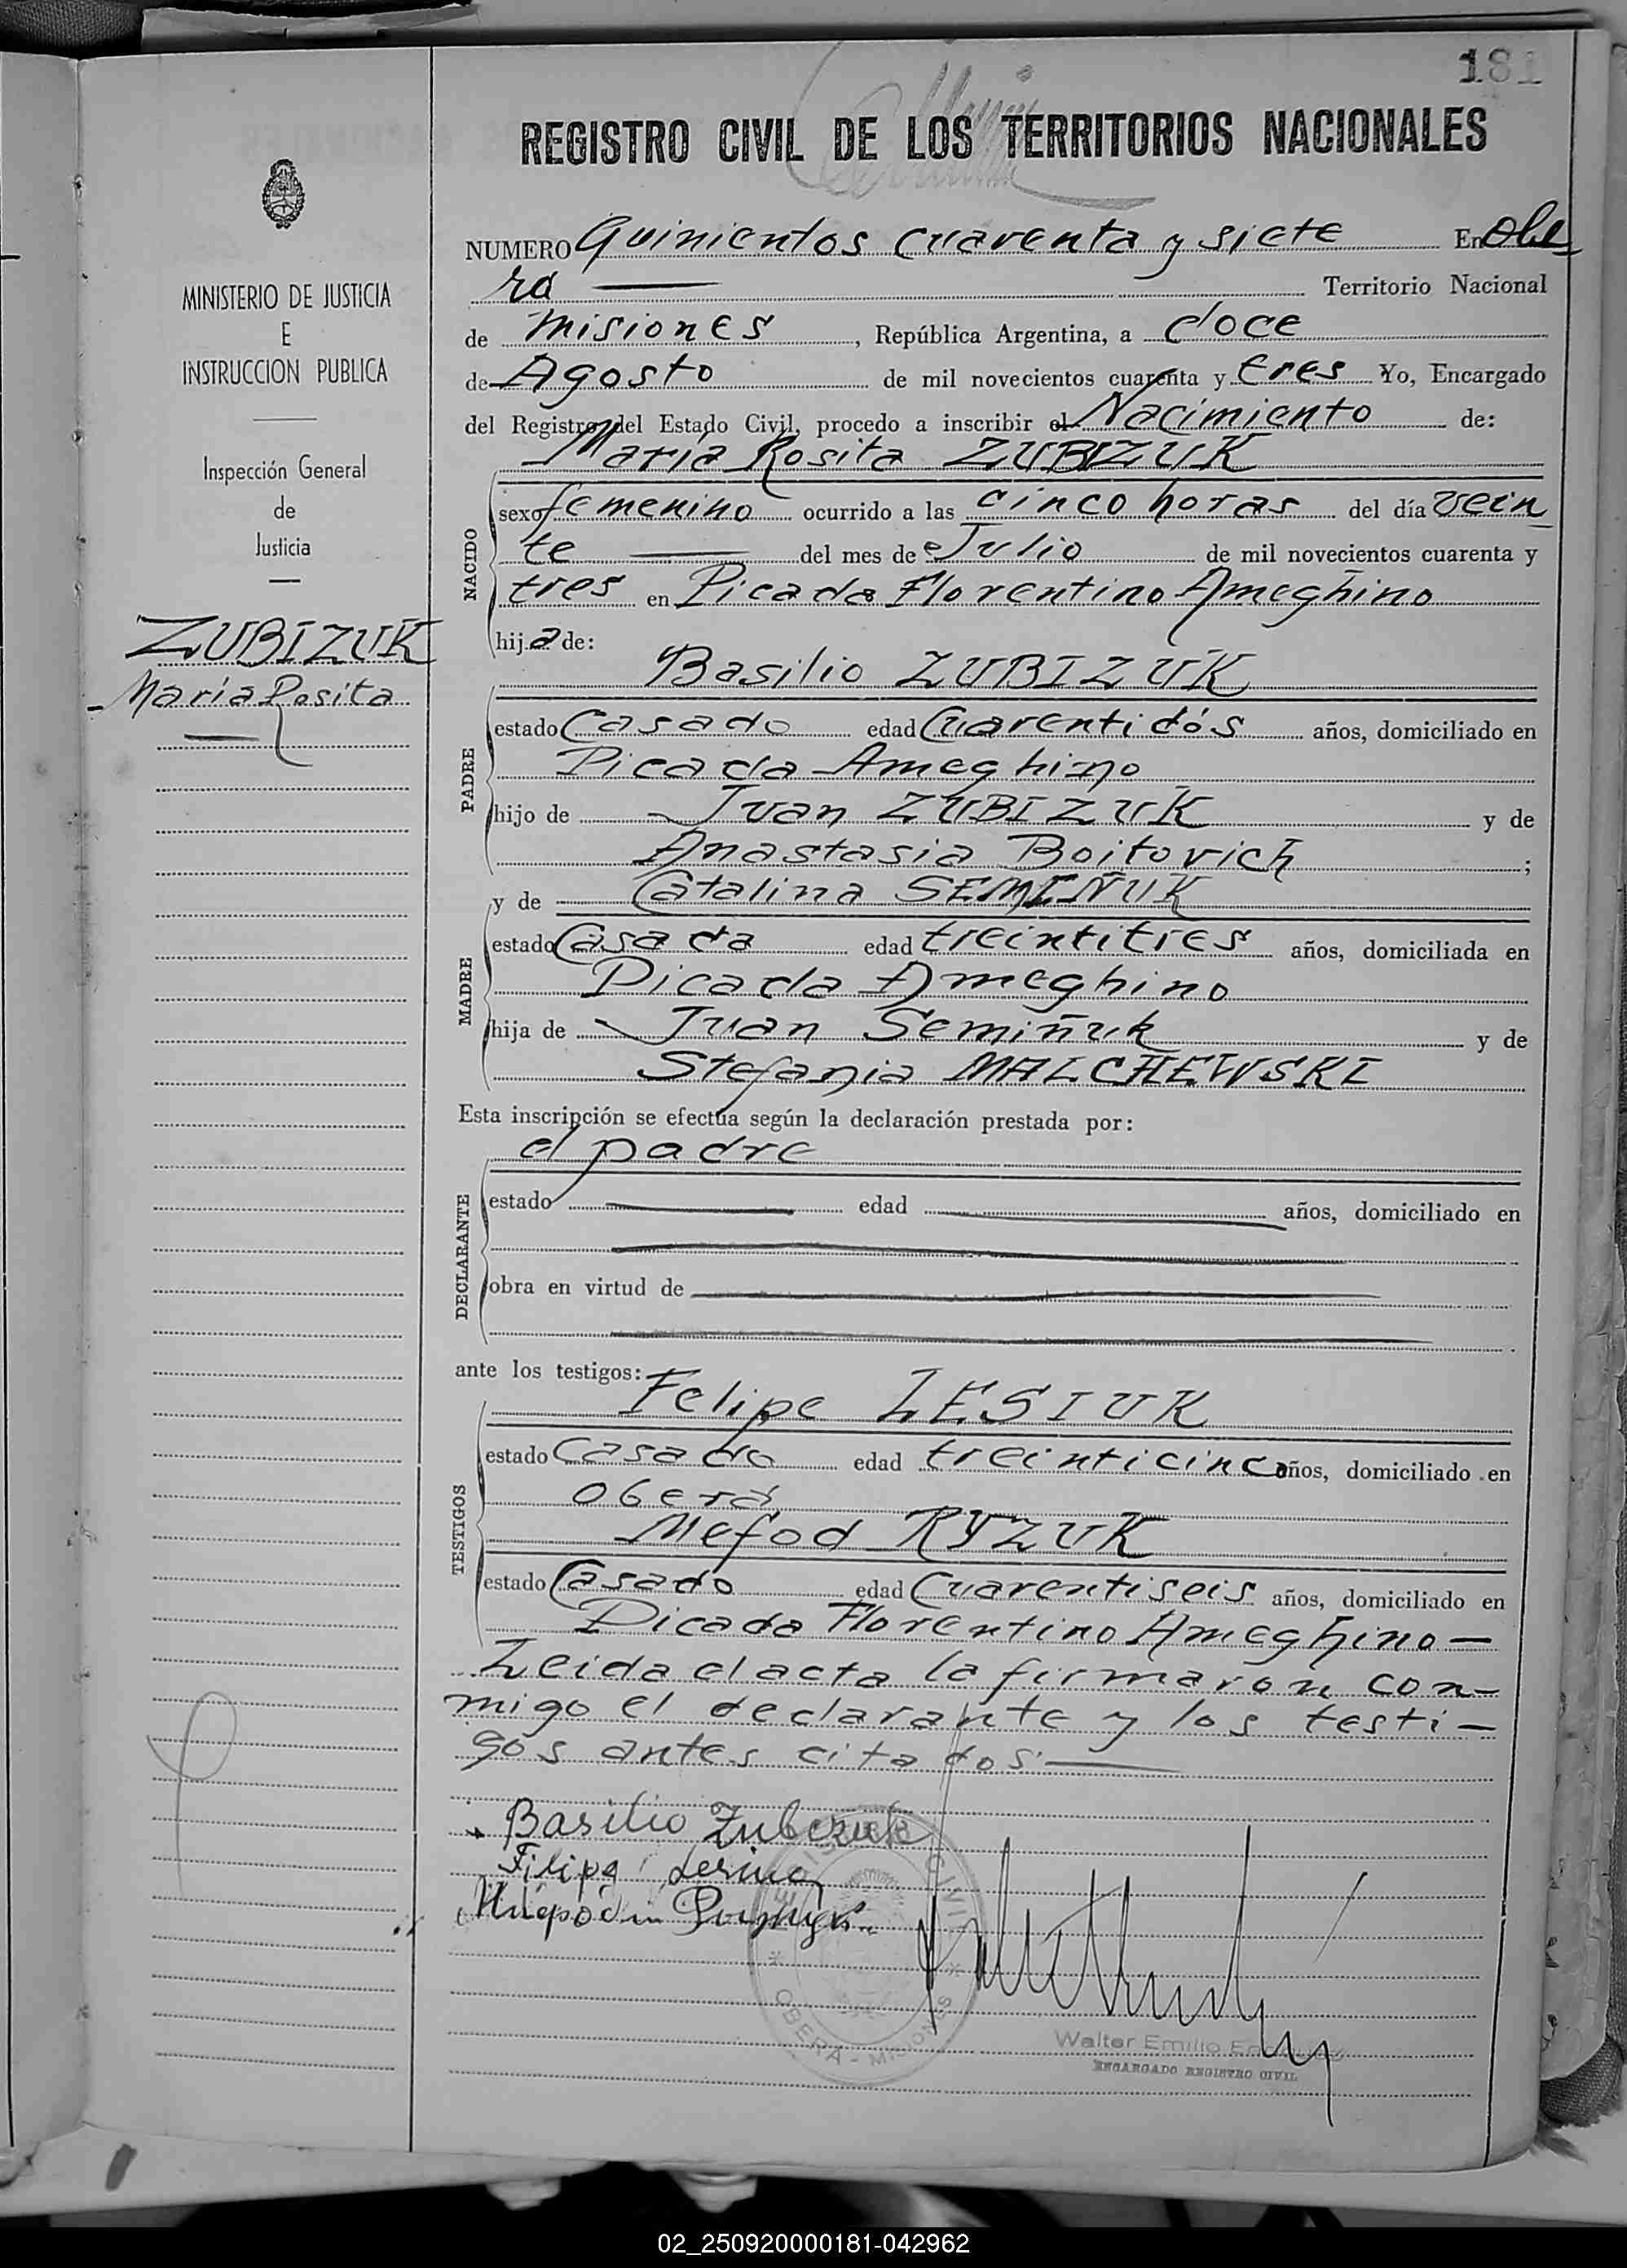 181
REGISTRO CIVIL DE LOS TERRITORIOS NACIONALES
MINISTERIO DE JUSTICIA
E
INSTRUCCION PUBLICA
Inspección General
de
Justicia
ZUBIZUK
María Rosita
NUMERO Quinientos cuarenta y siete En Obe
rá Territorio Nacional
de Misiones, República Argentina, a doce
de Agosto de mil novecientos cuarenta y tres Yo, Encargado
del Registro del Estado Civil, procedo a inscribir el Nacimiento de:
María Rosita ZUBIZUK
NACIDO
sexo femenino ocurrido a las cinco horas del día vein
te del mes de Julio de mil novecientos cuarenta y
tres en Picada Florentino Ameghino
hija de:
Basilio ZUBIZUK
PADRE
estado Casado edad Cuarentidós años, domiciliado en
Picada Ameghino
hijo de Juan ZUBIZUK y de
Anastasia Boitovich ;
y de Catalina SEMIÑUK
MADRE
estado Casada edad treintitres años, domiciliada en
Picada Ameghino
hija de Juan Semiñuk y de
Stefania MALCHEWSKI
Esta inscripción se efectúa según la declaración prestada por:
el padre
DECLARANTE
estado edad años, domiciliado en
obra en virtud de
ante los testigos:
Felipe LESIUK
TESTIGOS
estado Casado edad treinticinco años, domiciliado en
Oberá
Mefod RYZUK
estado Casado edad Cuarentiseis años, domiciliado en
Picada Florentino Ameghino-
Leida el acta la firmaron con-
migo el declarante y los testi-
gos antes citados.
Basilio Zubczuk
Filipe
CIVIL
OBERÁ - MISIONES
Walter Emilio
ENCARGADO REGISTRO CIVIL
02_250920000181-042962